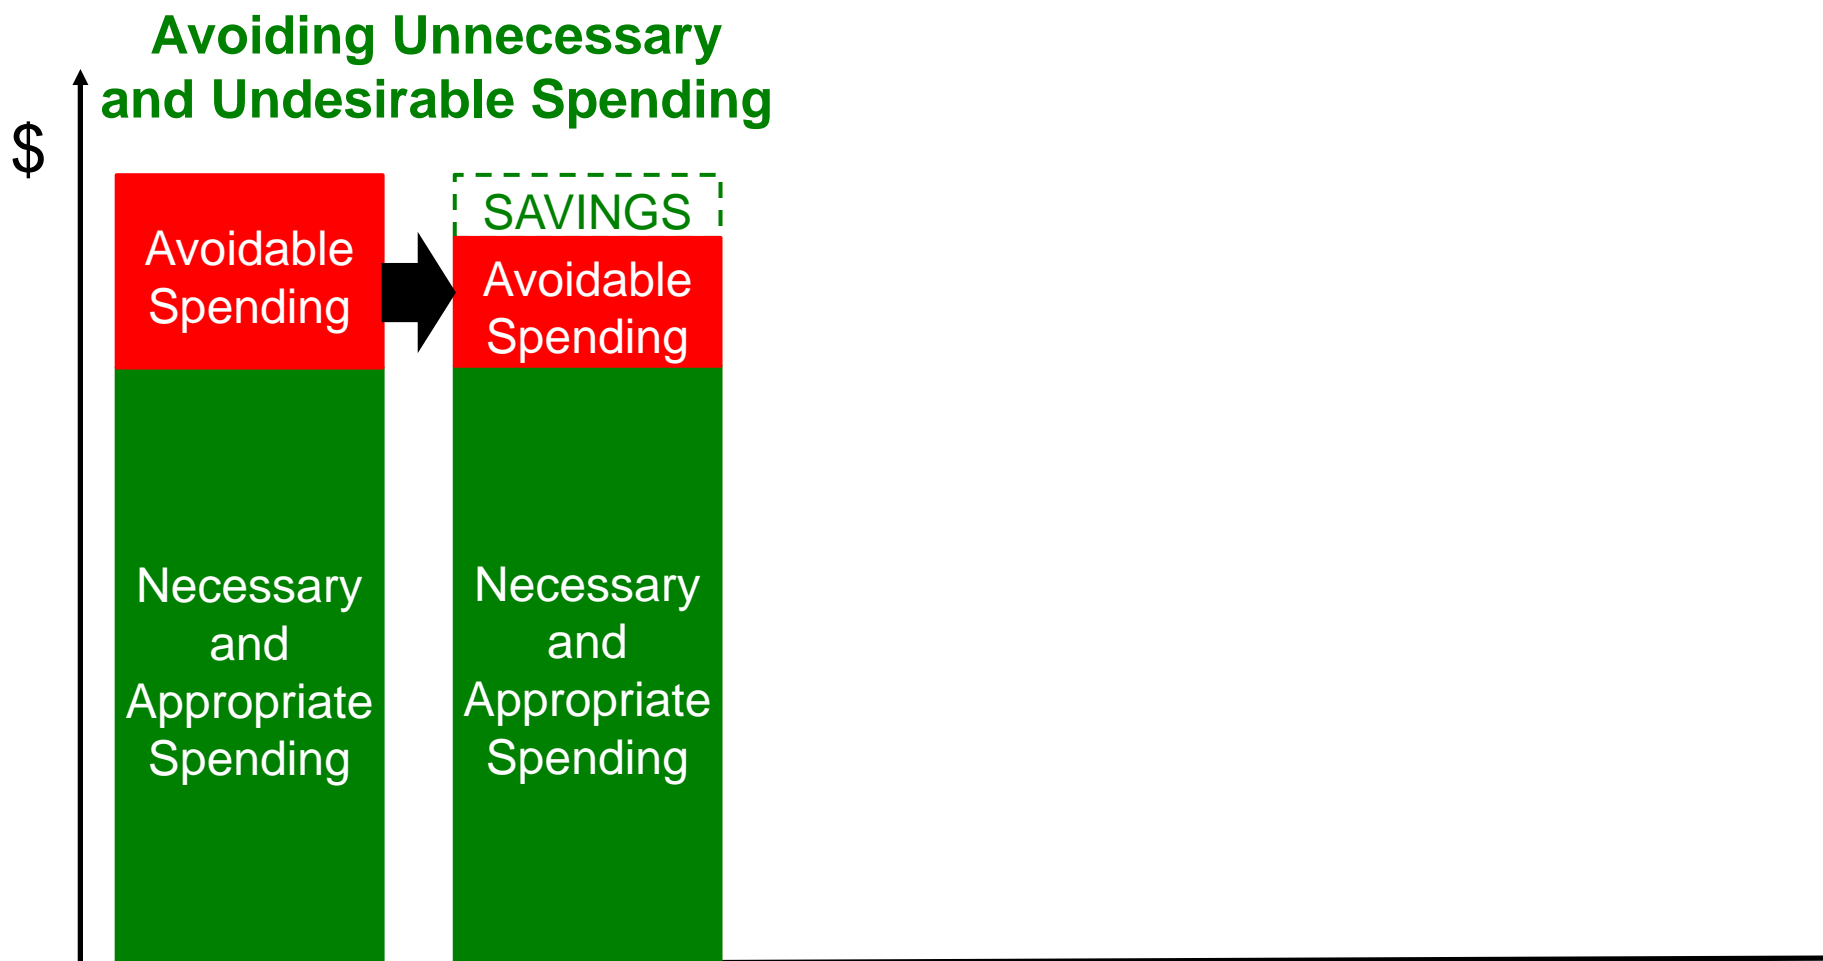 Avoiding Unnecessary
and Undesirable Spending
$
Avoidable
Spending
Necessary
and
Appropriate
Spending
SAVINGS
Avoidable
Spending
Necessary
and
Appropriate
Spending